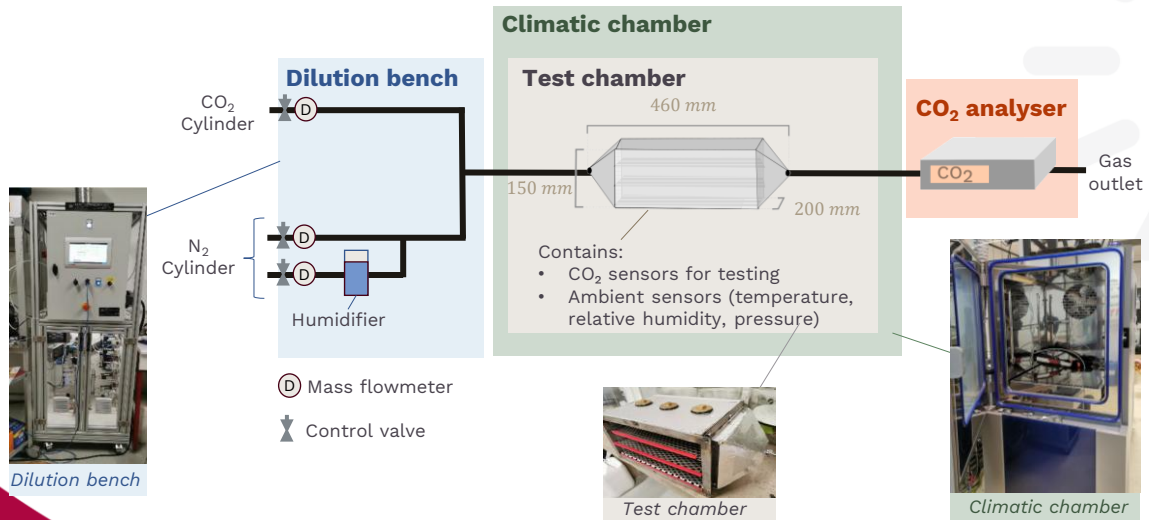 Climatic chamber
Dilution bench
Test chamber
460 mm
CO₂
Cylinder
D
CO₂ analyser
CO₂
Gas
outlet
150 mm
200 mm
N₂
Cylinder
D
D
Humidifier
Contains:
• CO₂ sensors for testing
• Ambient sensors (temperature,
relative humidity, pressure)
D Mass flowmeter
Control valve
Dilution bench
Test chamber
Climatic chamber